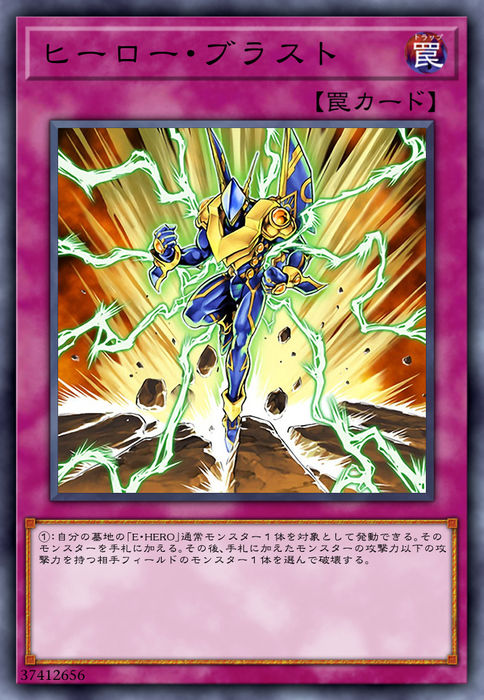 ヒーロー・ブラスト
トラップ
罠
【罠カード】
①:自分の墓地の「E・HERO」通常モンスター1体を対象として発動できる。その
モンスターを手札に加える。その後、手札に加えたモンスターの攻撃力以下の攻
撃力を持つ相手フィールドのモンスター1体を選んで破壊する。
37412656